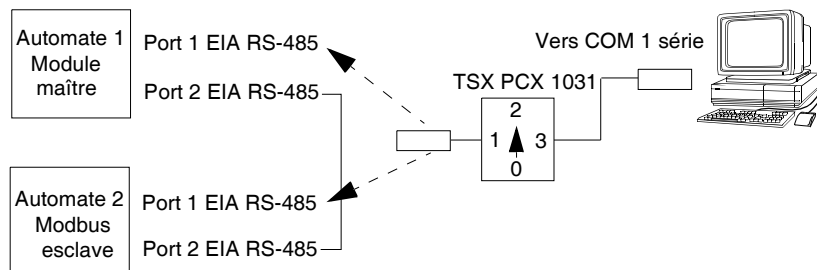 Automate 1
Module
maître
Port 1 EIA RS-485
Port 2 EIA RS-485
Vers COM 1 série
TSX PCX 1031
2
1 3
0
Automate 2
Modbus
esclave
Port 1 EIA RS-485
Port 2 EIA RS-485